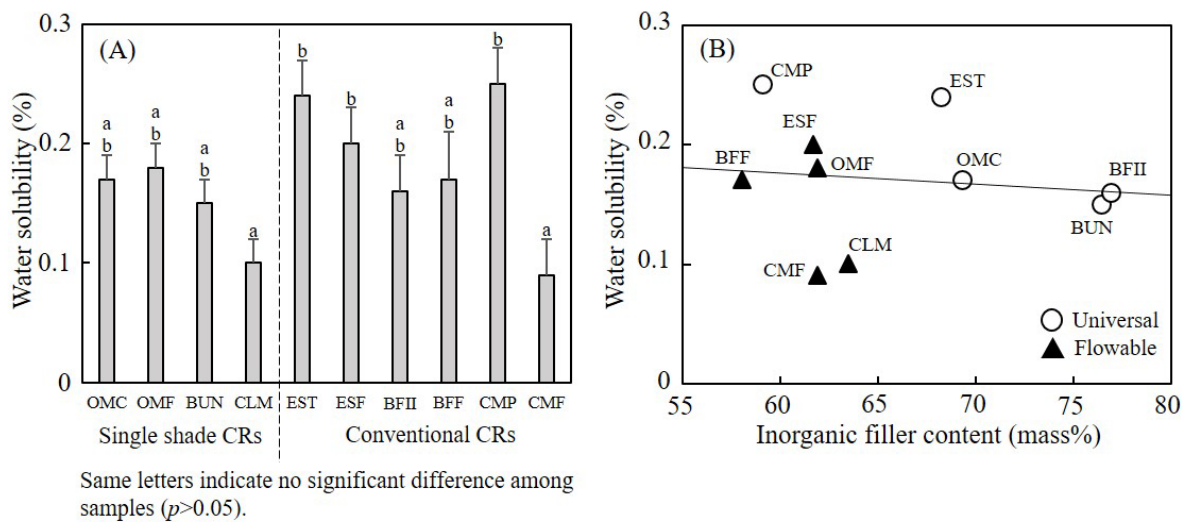 (A)
Water solubility (%)
0.3
0.2
0.1
0
a
b
a
b
a
b
a
b
b
a
b
a
b
b
a
OMC OMF BUN CLM EST ESF BFII BFF CMP CMF
Single shade CRs Conventional CRs
Same letters indicate no significant difference among
samples (p>0.05).
(B)
Water solubility (%)
0.3
0.2
0.1
0
CMP
EST
ESF
BFF
OMF
OMC
BFII
BUN
CMF
CLM
Universal
Flowable
55 60 65 70 75 80
Inorganic filler content (mass%)